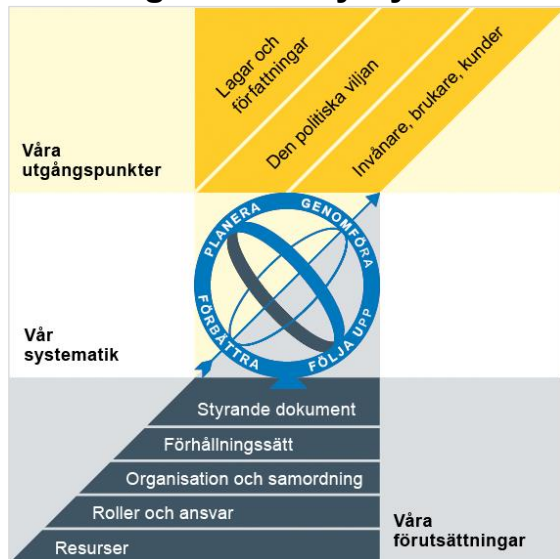 Lagar och
författningar
Den politiska viljan
Invånare, brukare, kunder
Våra
utgångspunkter
PLANERA
GENOMFÖRA
FÖRBÄTTRA
FÖLJA UPP
Vår
systematik
Styrande dokument
Förhållningssätt
Organisation och samordning
Roller och ansvar
Resurser
Våra
förutsättningar